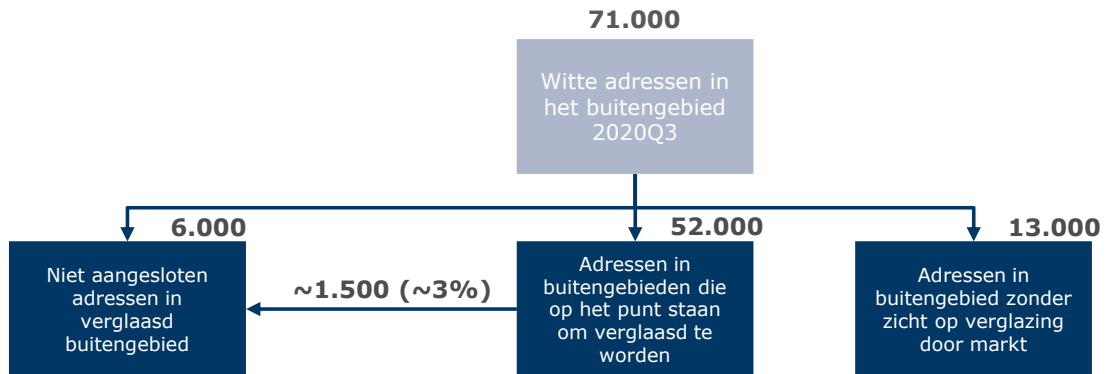 71.000
Witte adressen in
het buitengebied
2020Q3
6.000
52.000
13.000
Niet aangesloten
adressen in
verglaasd
buitengebied
~1.500 (~3%)
Adressen in
buitengebieden die
op het punt staan
om verglaasd te
worden
Adressen in
buitengebied zonder
zicht op verglazing
door markt